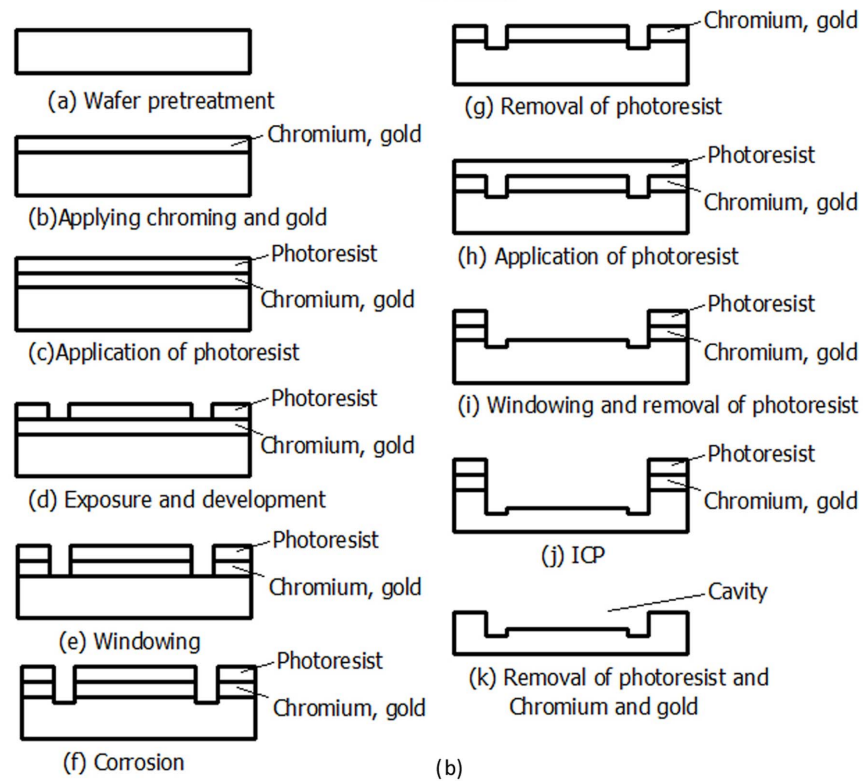 (a) Wafer pretreatment
Chromium, gold
(b)Applying chroming and gold
Photoresist
Chromium, gold
(c)Application of photoresist
Photoresist
Chromium, gold
(d) Exposure and development
Photoresist
Chromium, gold
(e) Windowing
Photoresist
Chromium, gold
(f) Corrosion
Chromium, gold
(g) Removal of photoresist
Photoresist
Chromium, gold
(h) Application of photoresist
Photoresist
Chromium, gold
(i) Windowing and removal of photoresist
Photoresist
Chromium, gold
(j) ICP
Cavity
(k) Removal of photoresist and
Chromium and gold
(b)